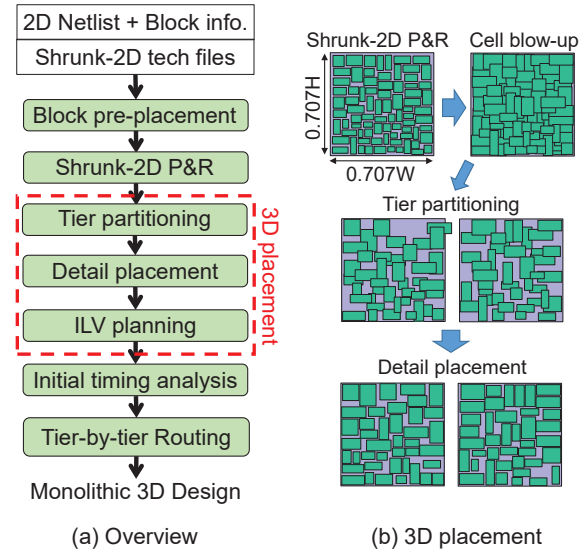 2D Netlist + Block info.
Shrunk-2D tech files
Block pre-placement
Shrunk-2D P&R
Tier partitioning
Detail placement
ILV planning
3D placement
Initial timing analysis
Tier-by-tier Routing
Monolithic 3D Design
(a) Overview
Shrunk-2D P&R
Cell blow-up
0.707H
0.707W
Tier partitioning
Detail placement
(b) 3D placement